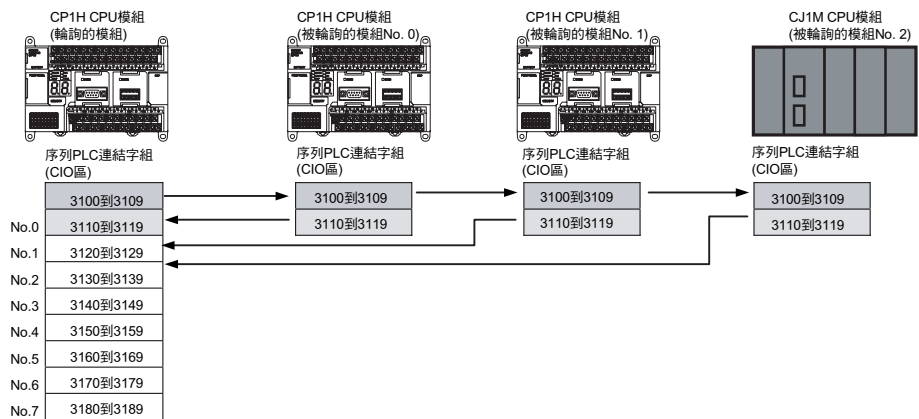 CP1H CPU模組
(輪詢的模組)
CP1H CPU模組
(被輪詢的模組No. 0)
CP1H CPU模組
(被輪詢的模組No. 1)
CJ1M CPU模組
(被輪詢的模組No. 2)
序列PLC連結字組
(CIO區)
序列PLC連結字組
(CIO區)
序列PLC連結字組
(CIO區)
序列PLC連結字組
(CIO區)
3100到3109
3100到3109
3100到3109
3100到3109
No.0 3110到3119
3110到3119
3110到3119
3110到3119
No.1 3120到3129
No.2 3130到3139
No.3 3140到3149
No.4 3150到3159
No.5 3160到3169
No.6 3170到3179
No.7 3180到3189